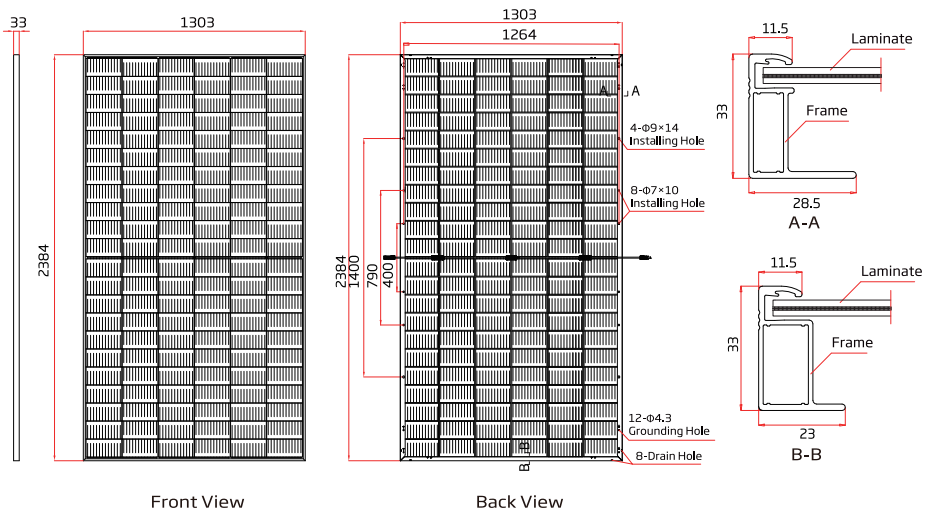 33
1303
2384
Front View
1303
1264
A
A
2384
1400
790
400
4-Φ9×14
Installing Hole
8-Φ7×10
Installing Hole
12-Φ4.3
Grounding Hole
8-Drain Hole
B
B
Back View
11.5
Laminate
33
Frame
28.5
A-A
11.5
Laminate
33
Frame
23
B-B